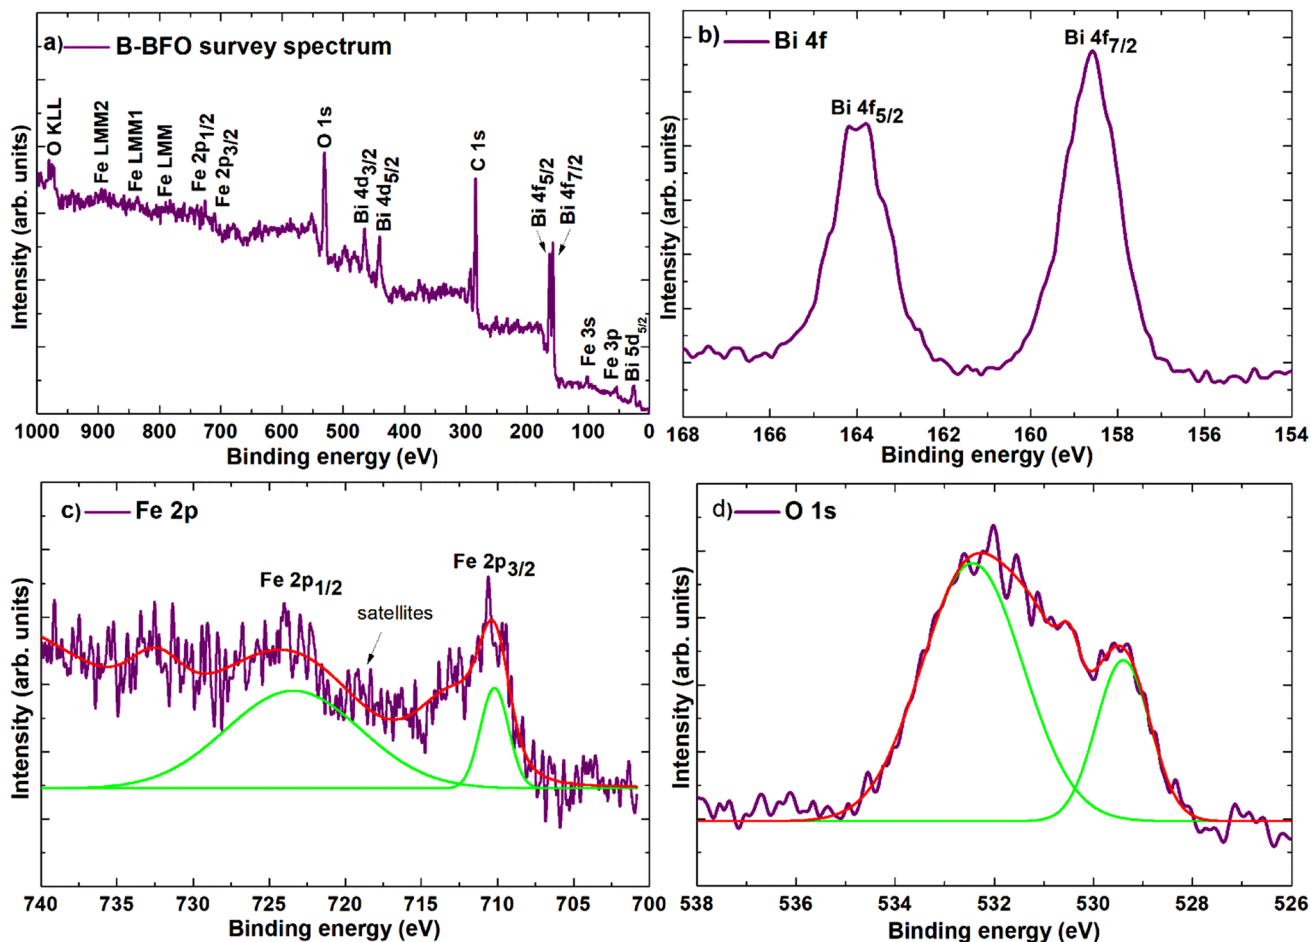 a) B-BFO survey spectrum
O KLL
Fe LMM2
Fe LMM1
Fe LMM
Fe 2p1/2
Fe 2p3/2
O 1s
Bi 4d3/2
Bi 4d5/2
C 1s
Bi 4f5/2
Bi 4f7/2
Fe 3s
Fe 3p
Bi 5d5/2
Intensity (arb. units)
1000 900 800 700 600 500 400 300 200 100 0
Binding energy (eV)
b) Bi 4f
Bi 4f7/2
Bi 4f5/2
Intensity (arb. units)
168 166 164 162 160 158 156 154
Binding energy (eV)
c) Fe 2p
Fe 2p3/2
Fe 2p1/2
satellites
Intensity (arb. units)
740 735 730 725 720 715 710 705 700
Binding energy (eV)
d) O 1s
Intensity (arb. units)
538 536 534 532 530 528 526
Binding energy (eV)